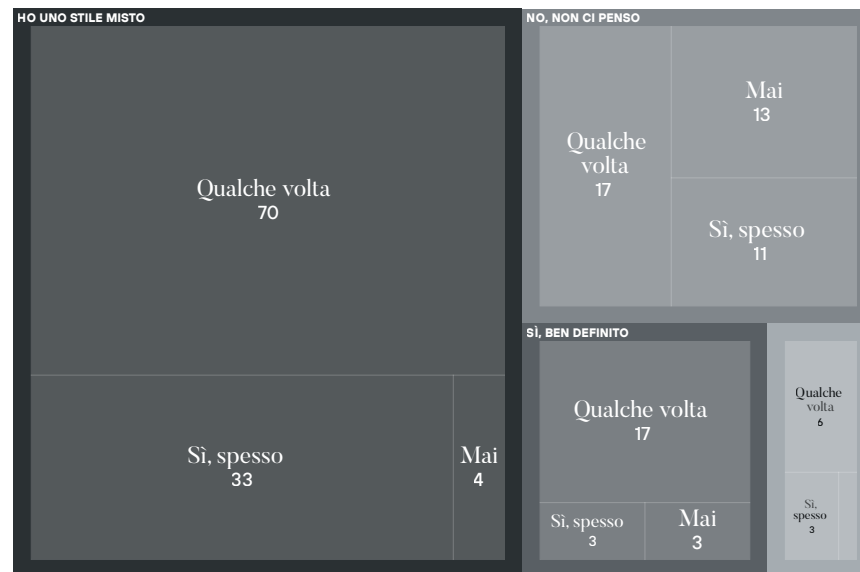 HO UNO STILE MISTO
Qualche volta
70
Sì, spesso
33
Mai
4
NO, NON CI PENSO
Qualche
volta
17
Mai
13
Sì, spesso
11
SÌ, BEN DEFINITO
Qualche volta
17
Sì, spesso
3
Mai
3
Qualche
volta
6
Sì,
spesso
3